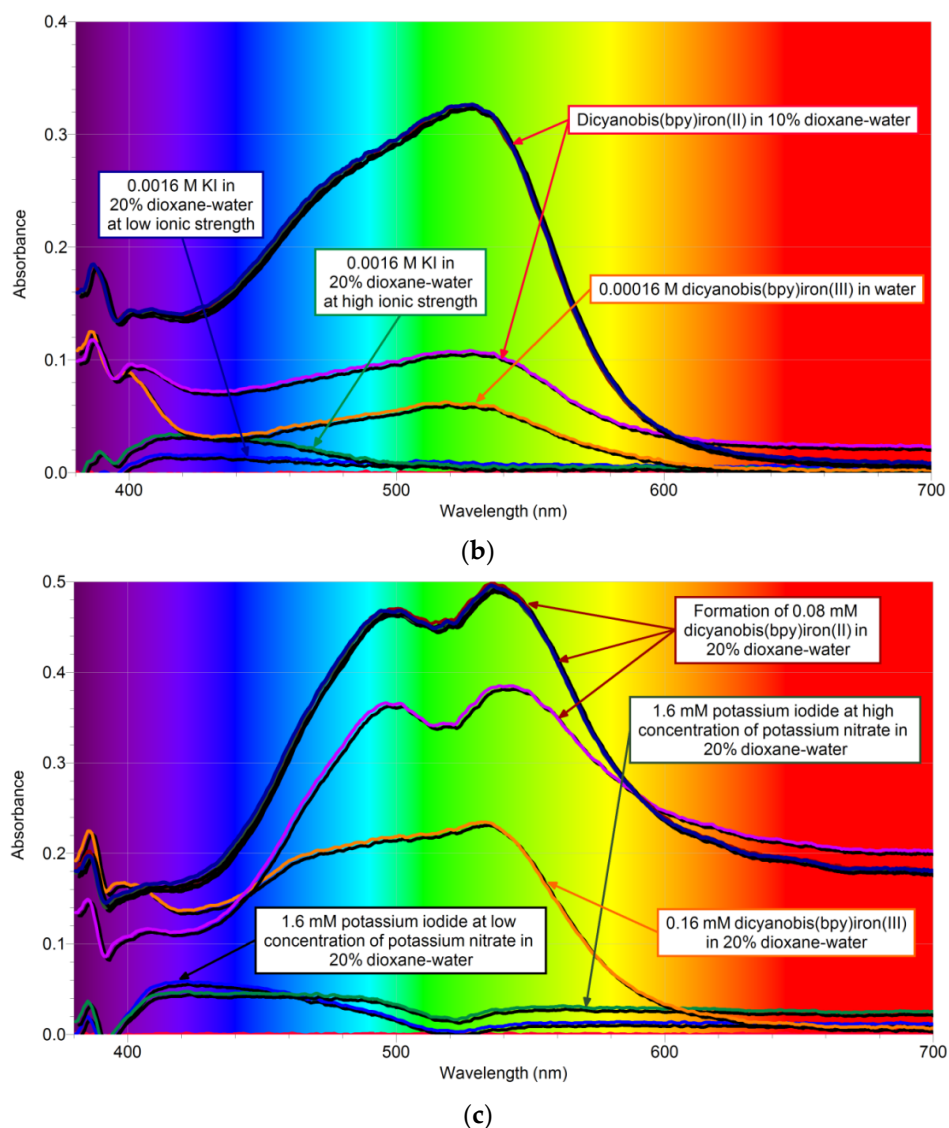 0.4
0.3
0.2
0.1
0.0
Absorbance
Dicyanobis(bpy)iron(II) in 10% dioxane-water
0.0016 M KI in
20% dioxane-water
at low ionic strength
0.0016 M KI in
20% dioxane-water
at high ionic strength
0.00016 M dicyanobis(bpy)iron(III) in water
400 500 600 700
Wavelength (nm)
(b)
0.5
0.4
0.3
0.2
0.1
0.0
Absorbance
Formation of 0.08 mM
dicyanobis(bpy)iron(II) in
20% dioxane-water
1.6 mM potassium iodide at high
concentration of potassium nitrate in
20% dioxane-water
1.6 mM potassium iodide at low
concentration of potassium nitrate in
20% dioxane-water
0.16 mM dicyanobis(bpy)iron(III)
in 20% dioxane-water
400 500 600 700
Wavelength (nm)
(c)